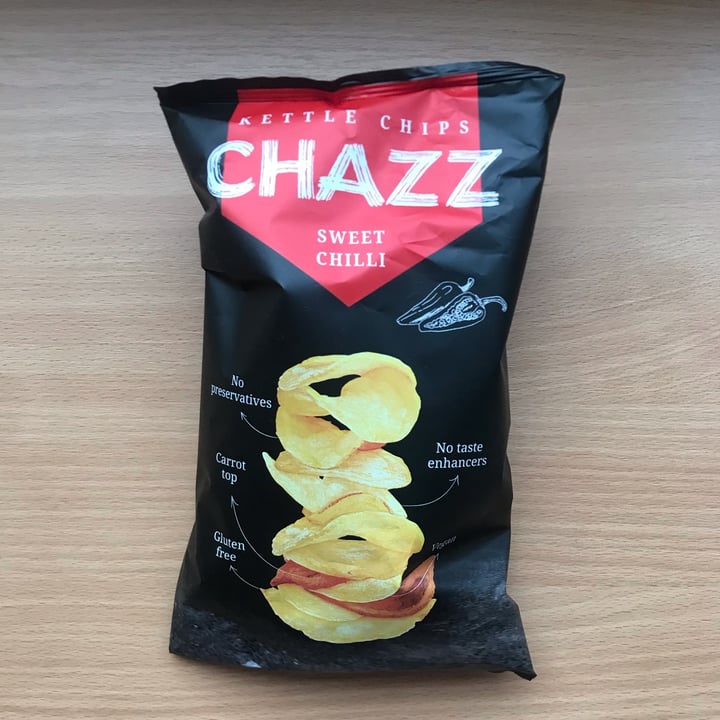 KETTLE CHIPS
CHAZZ
SWEET
CHILLI
No
preservatives
No taste
enhancers
Carrot
top
Gluten
free